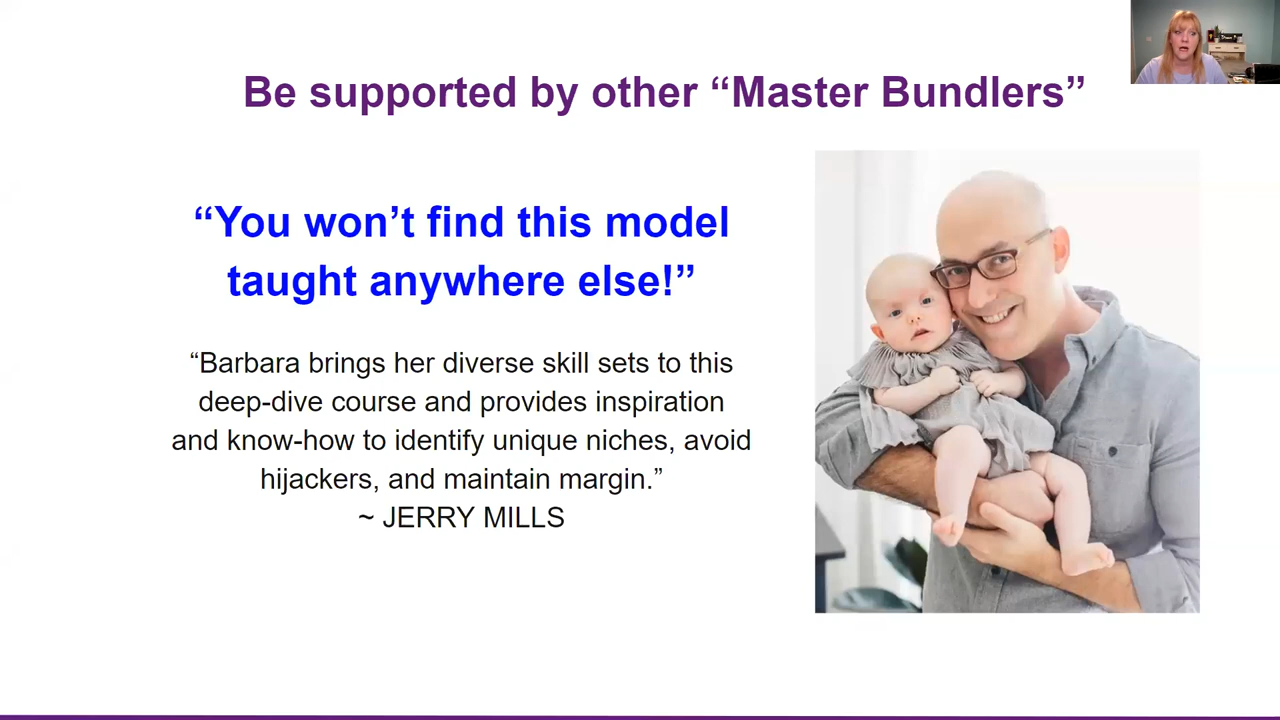 Be supported by other “Master Bundlers”
“You won’t find this model
taught anywhere else!”
“Barbara brings her diverse skill sets to this
deep-dive course and provides inspiration
and know-how to identify unique niches, avoid
hijackers, and maintain margin.”
~ JERRY MILLS